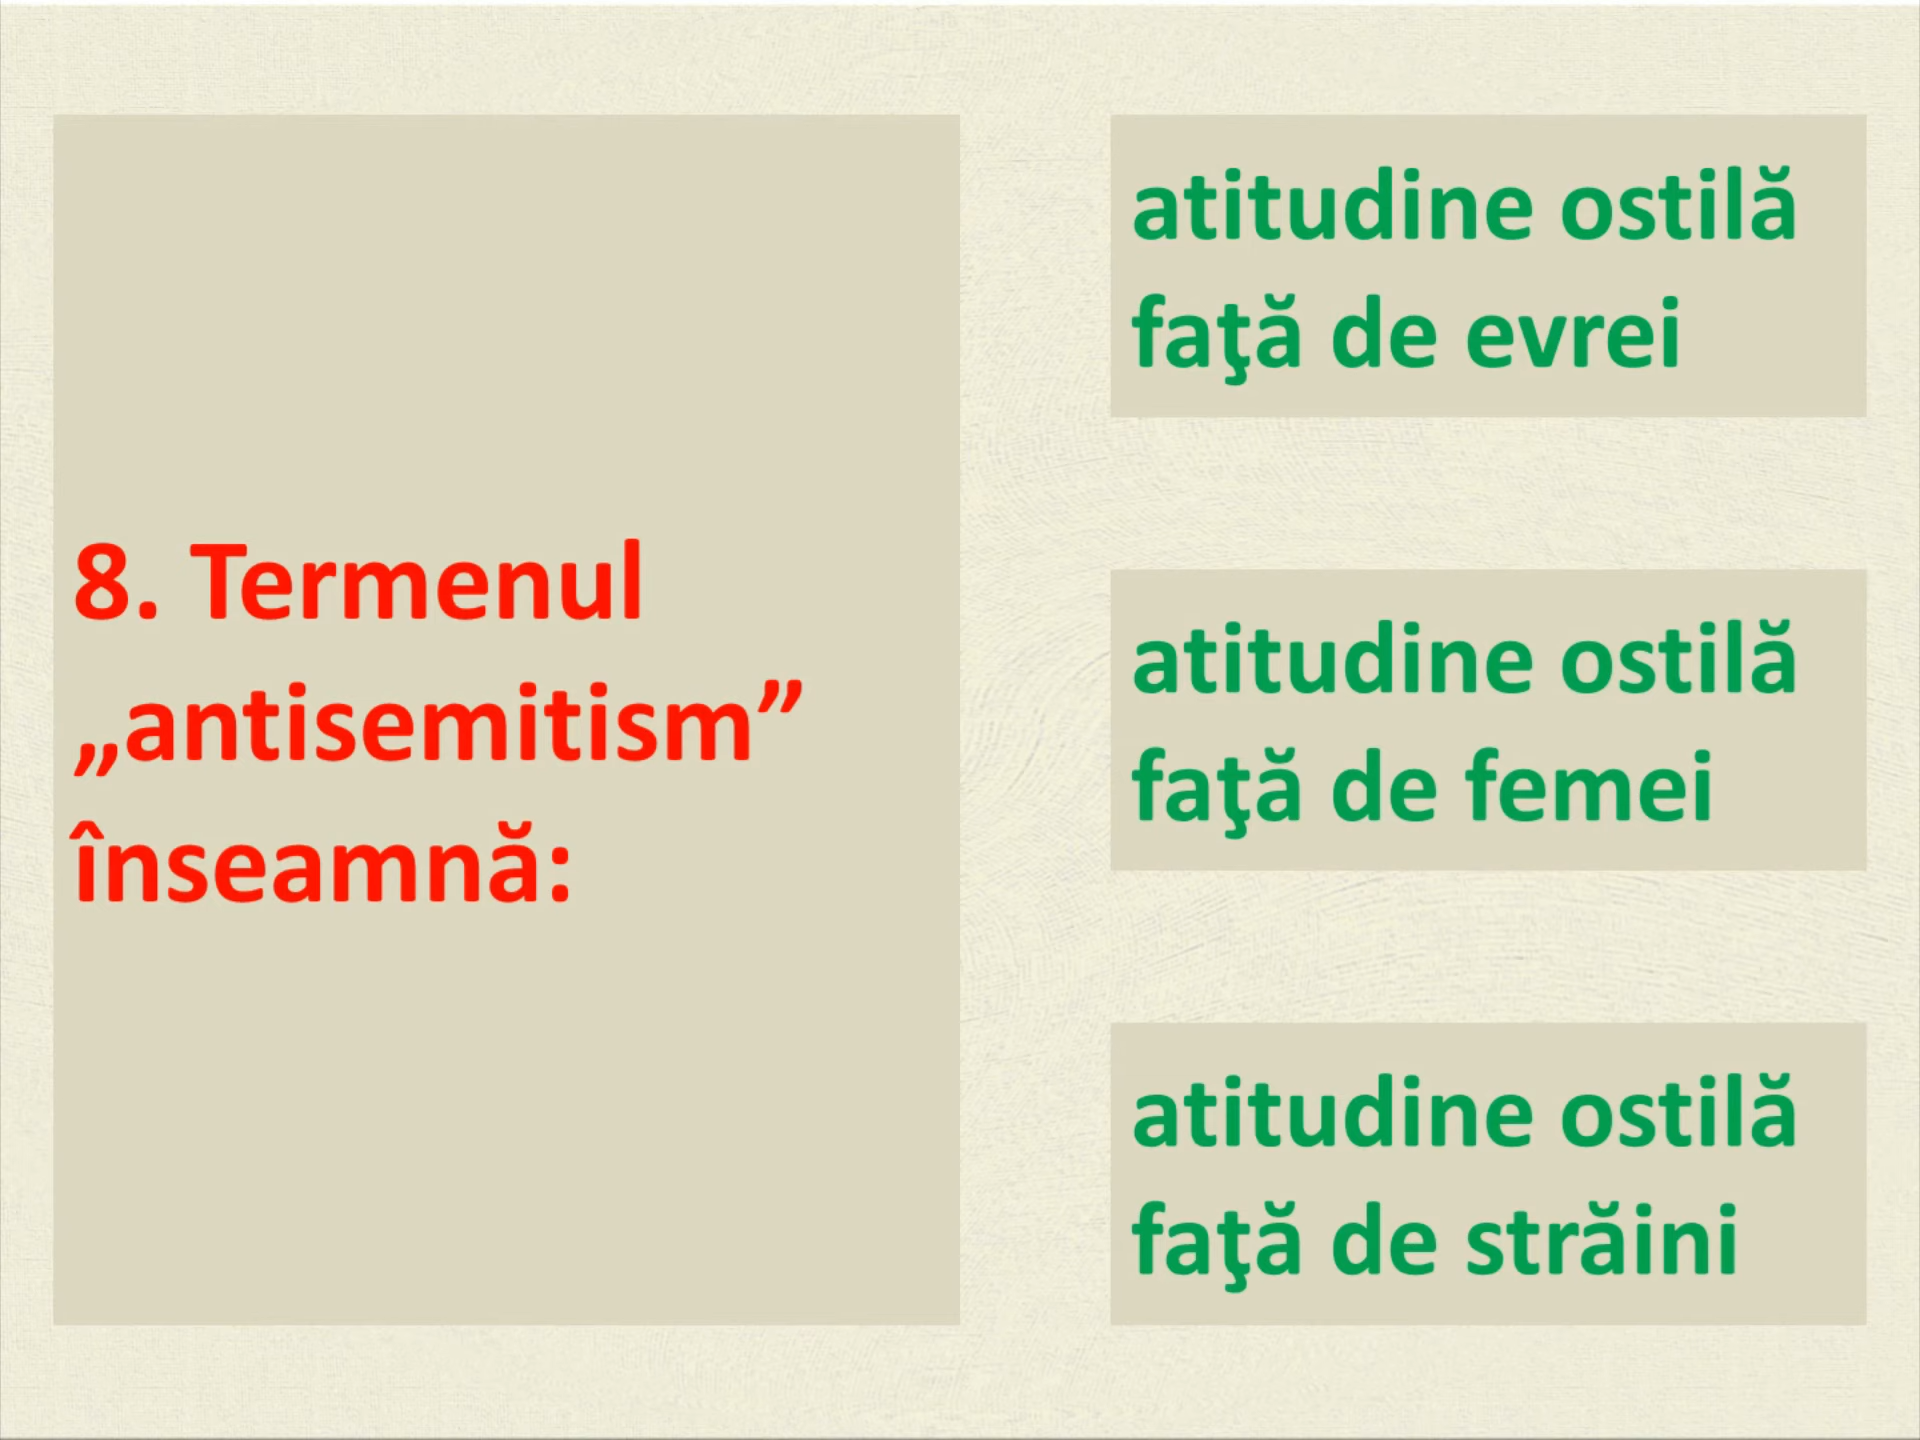 8. Termenul
„antisemitism”
înseamnă:
atitudine ostilă
faţă de evrei
atitudine ostilă
faţă de femei
atitudine ostilă
faţă de străini